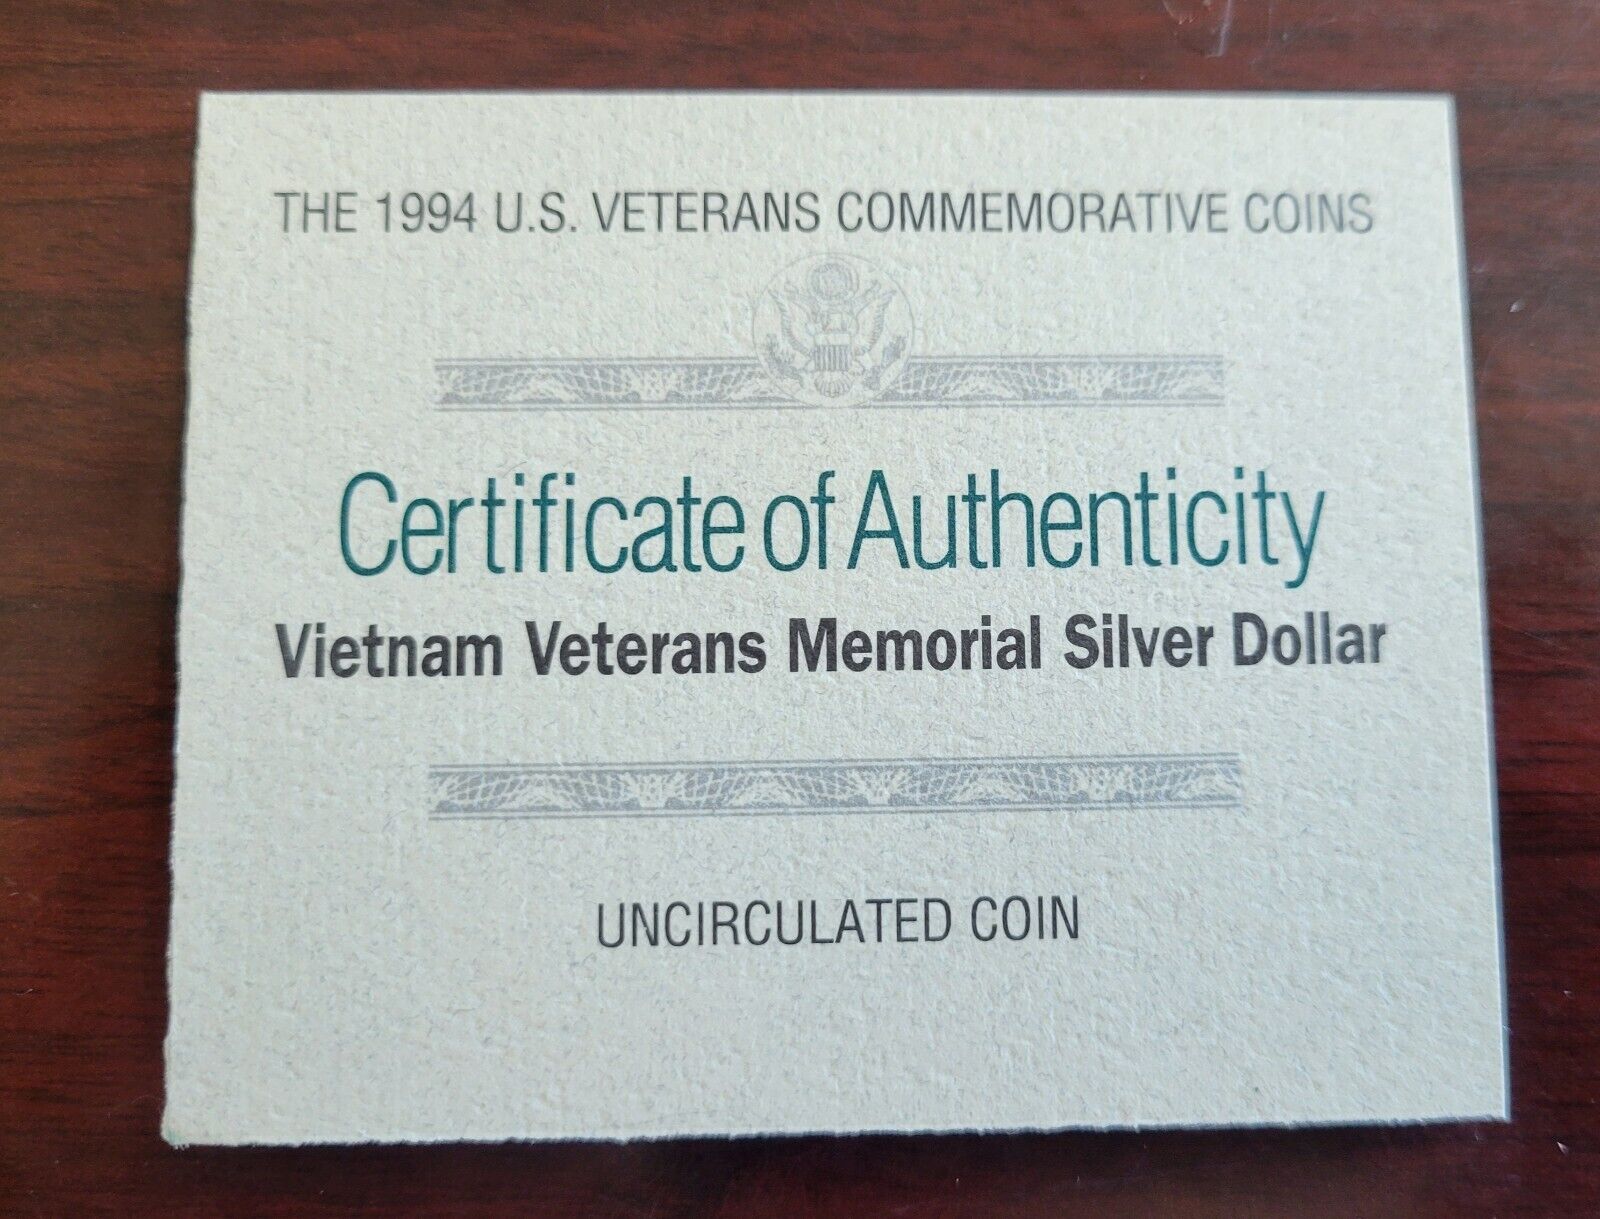 THE 1994 U.S. VETERANS COMMEMORATIVE COINS
Certificate of Authenticity
Vietnam Veterans Memorial Silver Dollar
UNCIRCULATED COIN